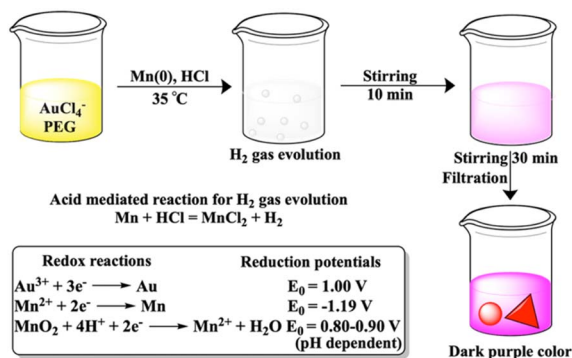 AuCl₄⁻
PEG
Mn(0), HCl
35 °C
H₂ gas evolution
Stirring
10 min
Stirring 30 min
Filtration
Dark purple color
Acid mediated reaction for H₂ gas evolution
Mn + HCl = MnCl₂ + H₂
Redox reactions Reduction potentials
Au³⁺ + 3e⁻ → Au E₀ = 1.00 V
Mn²⁺ + 2e⁻ → Mn E₀ = -1.19 V
MnO₂ + 4H⁺ + 2e⁻ → Mn²⁺ + H₂O E₀ = 0.80-0.90 V
(pH dependent)